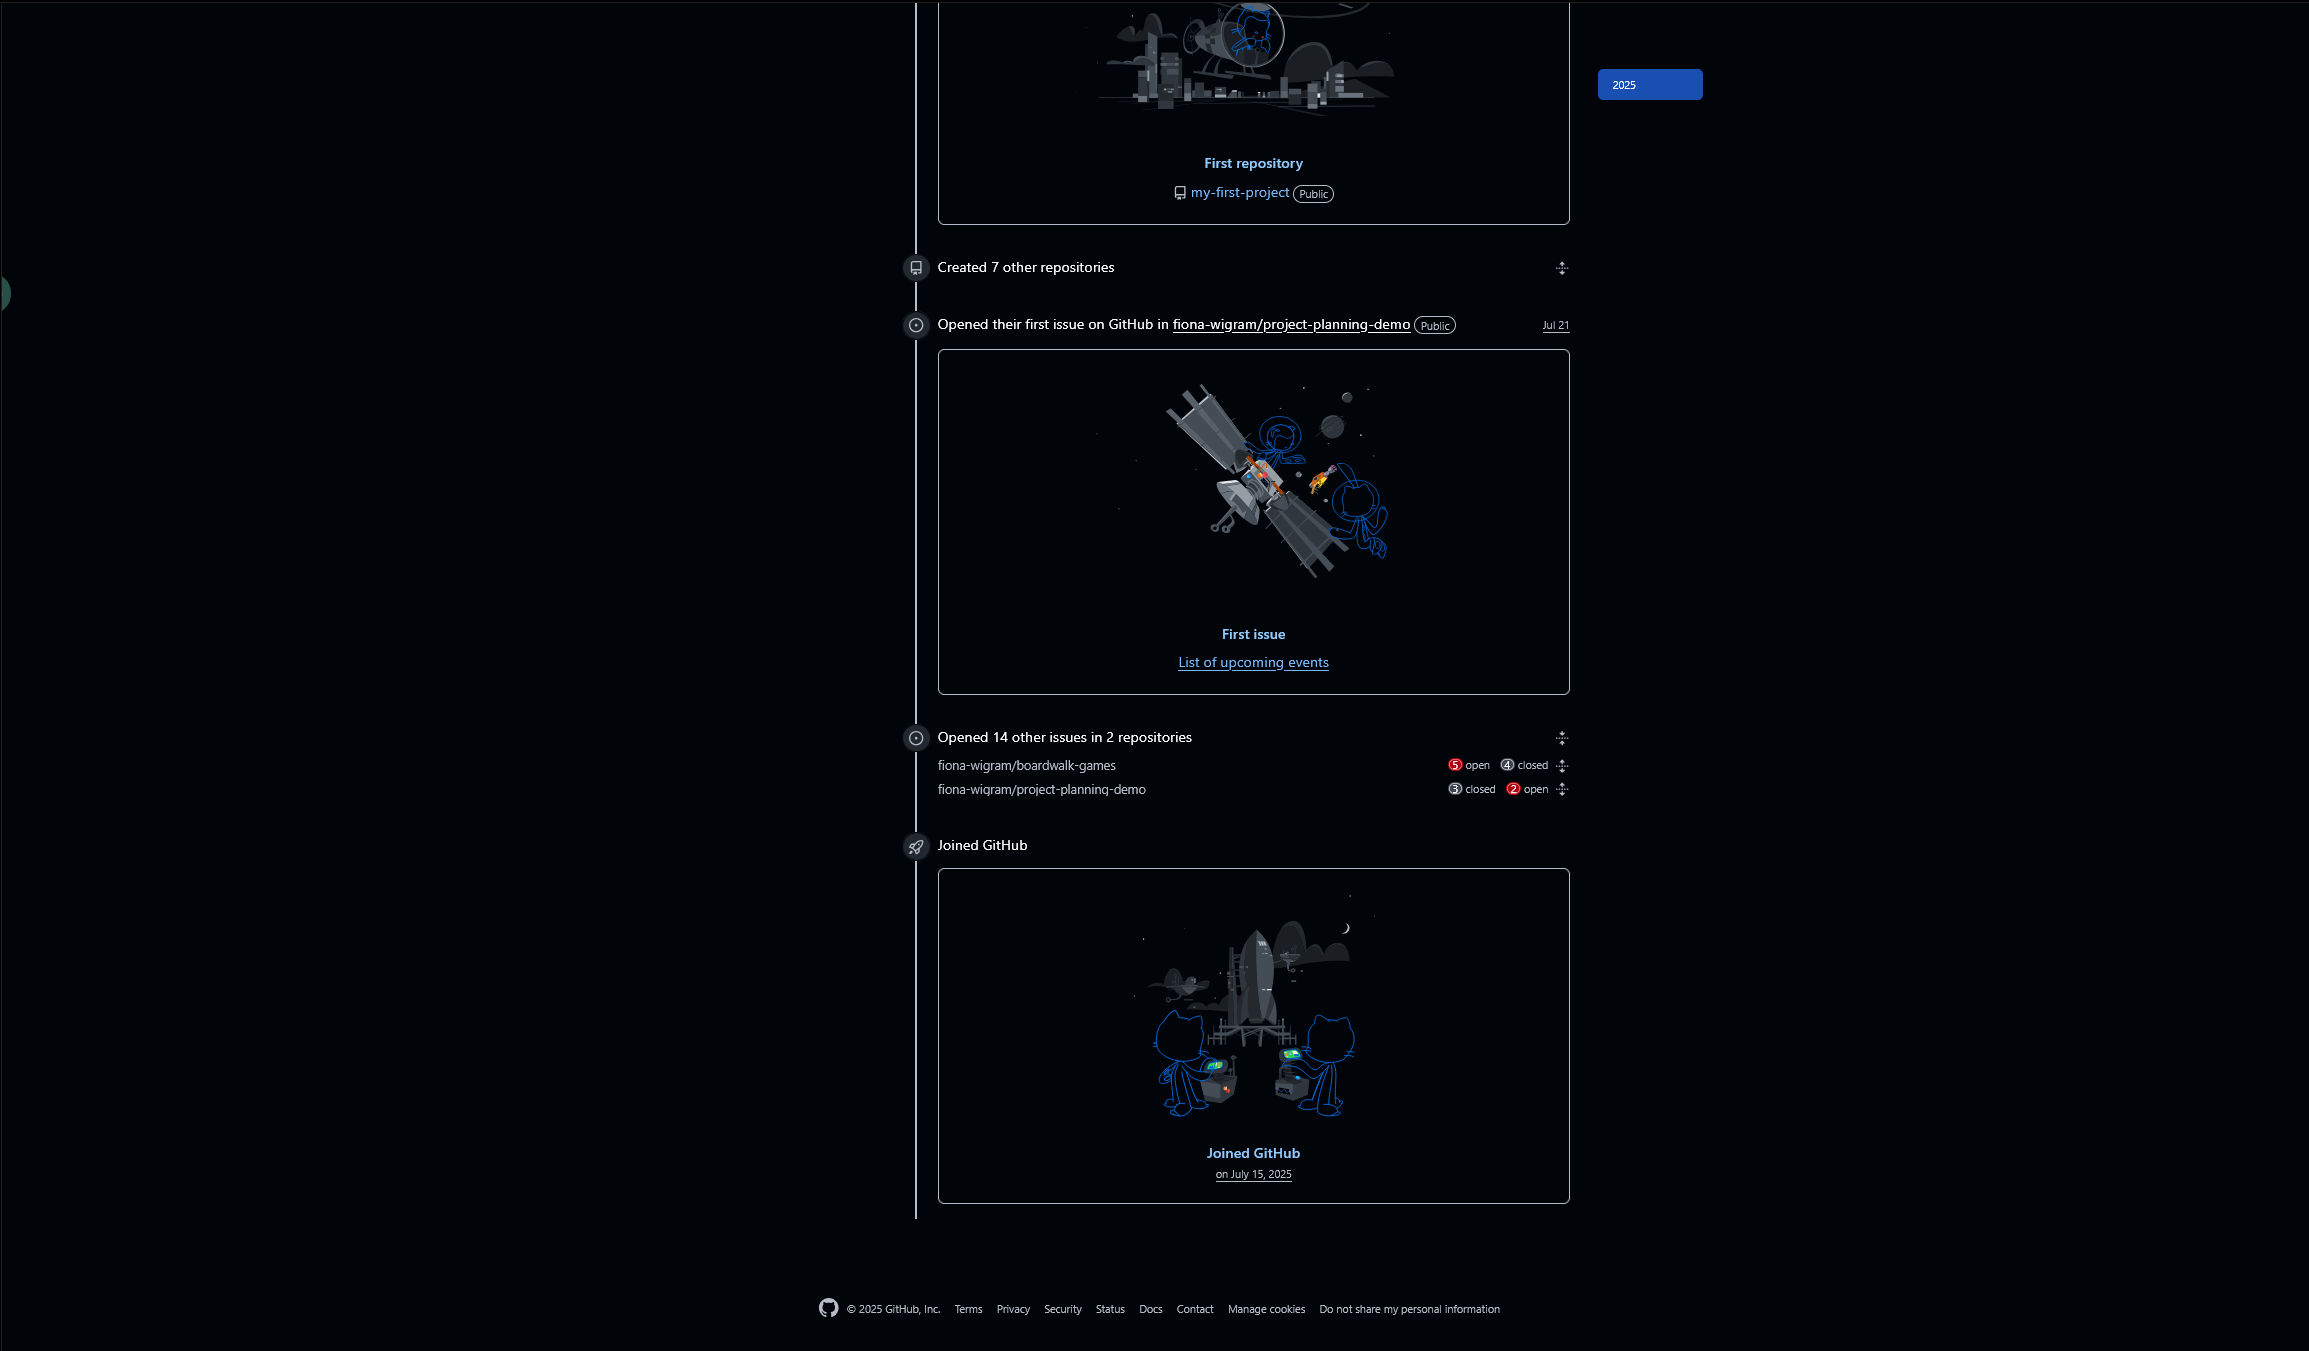 2025
First repository
my-first-project Public
Created 7 other repositories
Opened their first issue on GitHub in fiona-wigram/project-planning-demo Public Jul 21
First issue
List of upcoming events
Opened 14 other issues in 2 repositories
fiona-wigram/boardwalk-games 5 open 4 closed
fiona-wigram/project-planning-demo 3 closed 2 open
Joined GitHub
Joined GitHub
on July 15, 2025
© 2025 GitHub, Inc. Terms Privacy Security Status Docs Contact Manage cookies Do not share my personal information